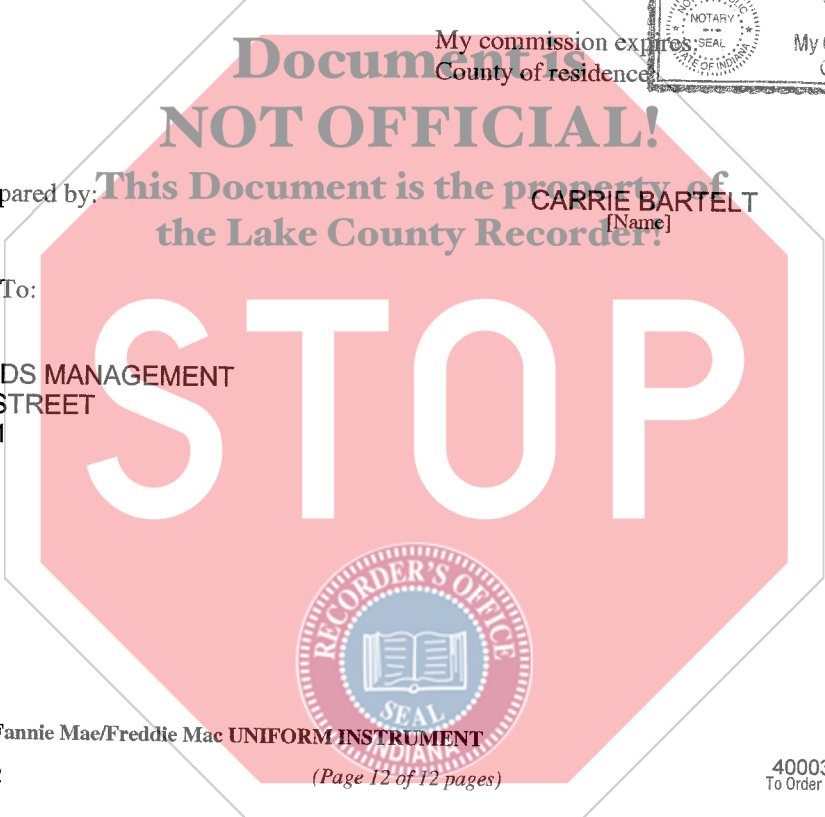 NOTARY
SEAL
STATE OF INDIANA
My commission expires:
My
County of residence:
Document is
NOT OFFICIAL!
This Document is the property of
the Lake County Recorder!
pared by:
CARRIE BARTELT
[Name]
To:
STOP
DS MANAGEMENT
STREET
RECORDER'S OFFICE
SEAL
INDIANA
Fannie Mae/Freddie Mac UNIFORM INSTRUMENT
(Page 12 of 12 pages)
40003
To Order